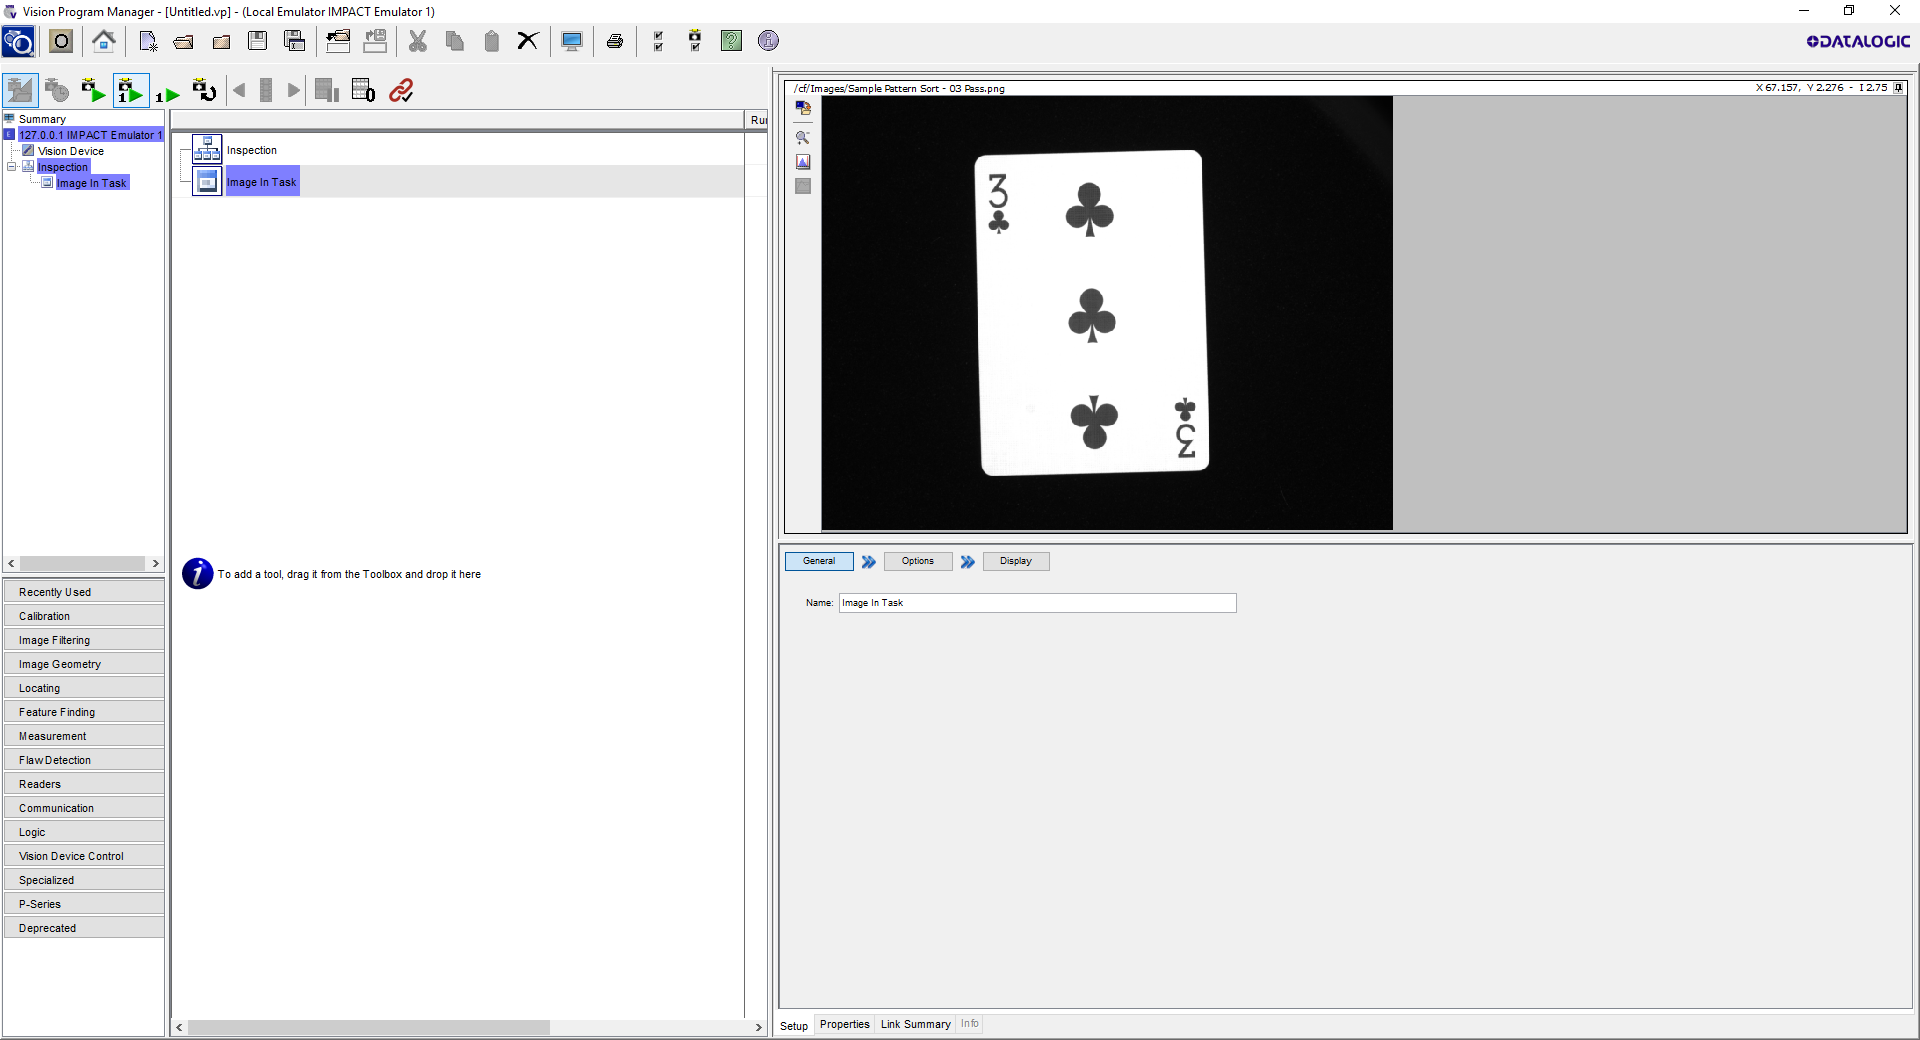 Vision Program Manager - [Untitled.vp] - (Local Emulator IMPACT Emulator 1)
DATALOGIC
Summary
127.0.0.1 IMPACT Emulator 1
Vision Device
Inspection
Image In Task
Ru
Inspection
Image In Task
To add a tool, drag it from the Toolbox and drop it here
Recently Used
Calibration
Image Filtering
Image Geometry
Locating
Feature Finding
Measurement
Flaw Detection
Readers
Communication
Logic
Vision Device Control
Specialized
P-Series
Deprecated
/cf/Images/Sample Pattern Sort - 03 Pass.png
X 67.157, Y 2.276 - I 2.75
3
3
General
Options
Display
Name: Image In Task
Setup
Properties
Link Summary
Info